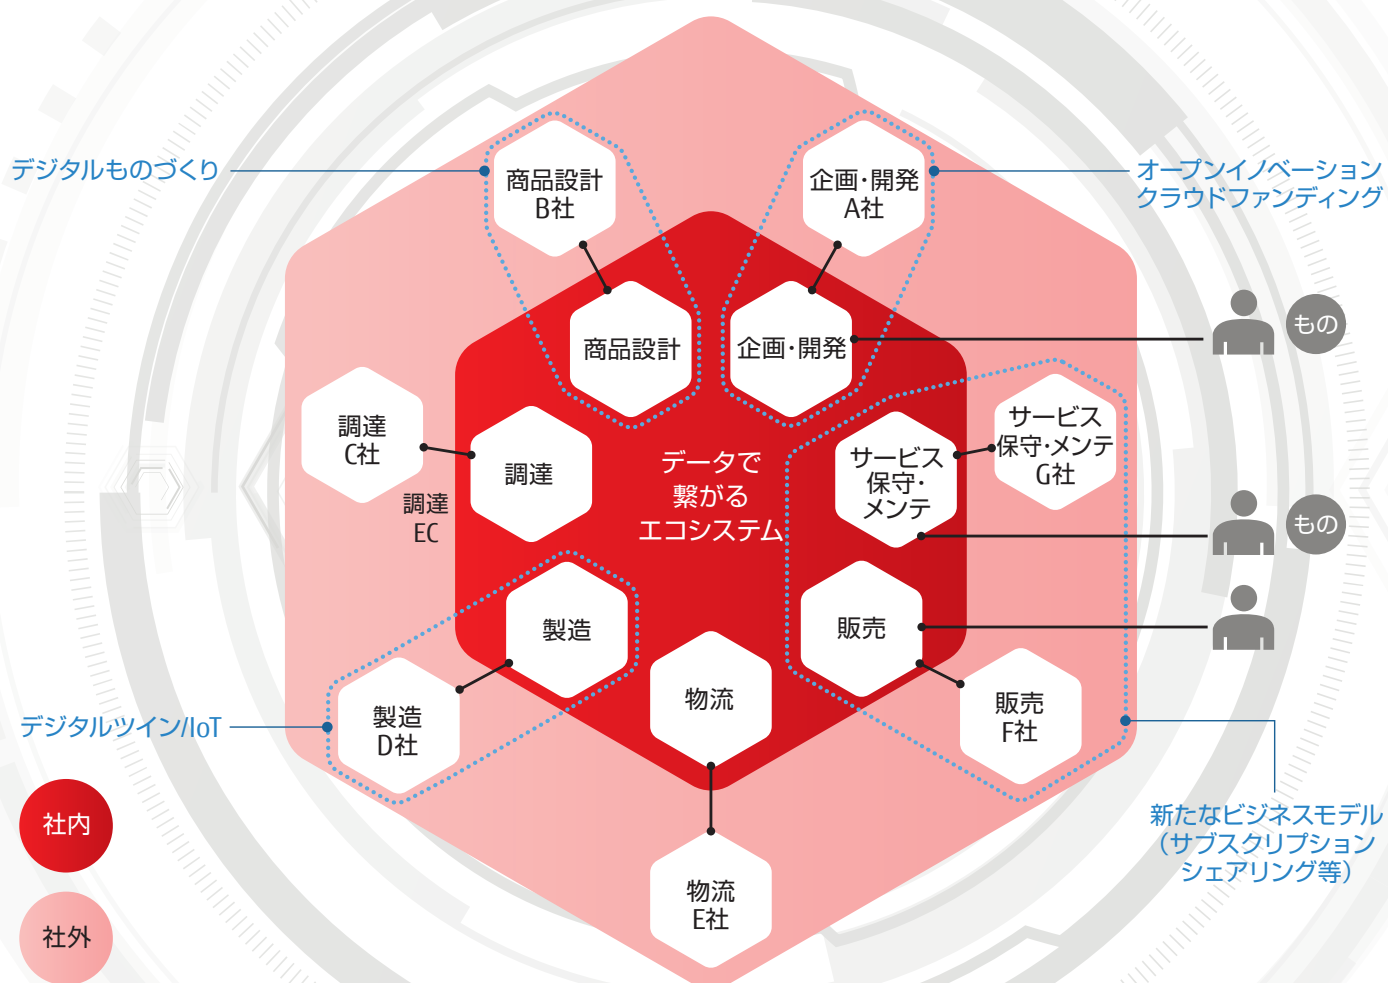 デジタルものづくり
商品設計
B社
企画・開発
A社
オープンイノベーション
クラウドファンディング
商品設計
企画・開発
もの
調達
C社
調達
調達
EC
データで
繋がる
エコシステム
サービス
保守・
メンテ
サービス
保守・メンテ
G社
もの
製造
販売
製造
D社
物流
販売
F社
デジタルツイン/IoT
社内
新たなビジネスモデル
（サブスクリプション
シェアリング等）
物流
E社
社外